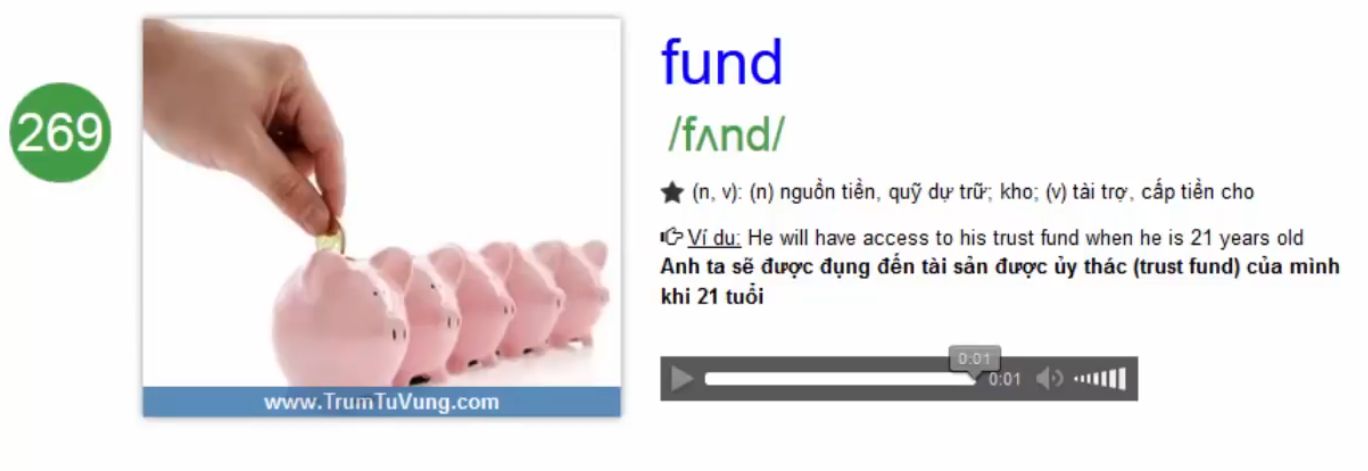 269
fund
/fʌnd/
(n, v): (n) nguồn tiền, quỹ dự trữ; kho; (v) tài trợ, cấp tiền cho
Ví dụ: He will have access to his trust fund when he is 21 years old
Anh ta sẽ được đụng đến tài sản được ủy thác (trust fund) của mình
khi 21 tuổi
0:01
0:01
www.TrumTuVung.com